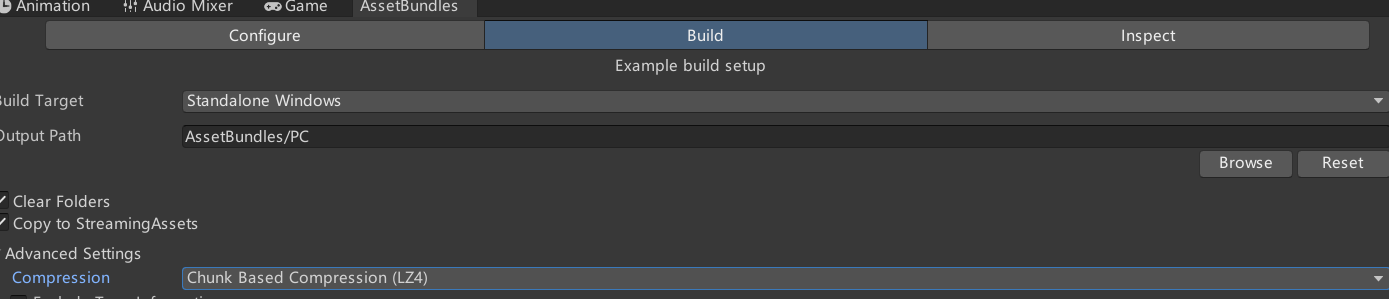 Animation Audio Mixer Game AssetBundles
Configure Build Inspect
Example build setup
Build Target Standalone Windows
Output Path AssetBundles/PC
Browse Reset
Clear Folders
Copy to StreamingAssets
Advanced Settings
Compression Chunk Based Compression (LZ4)